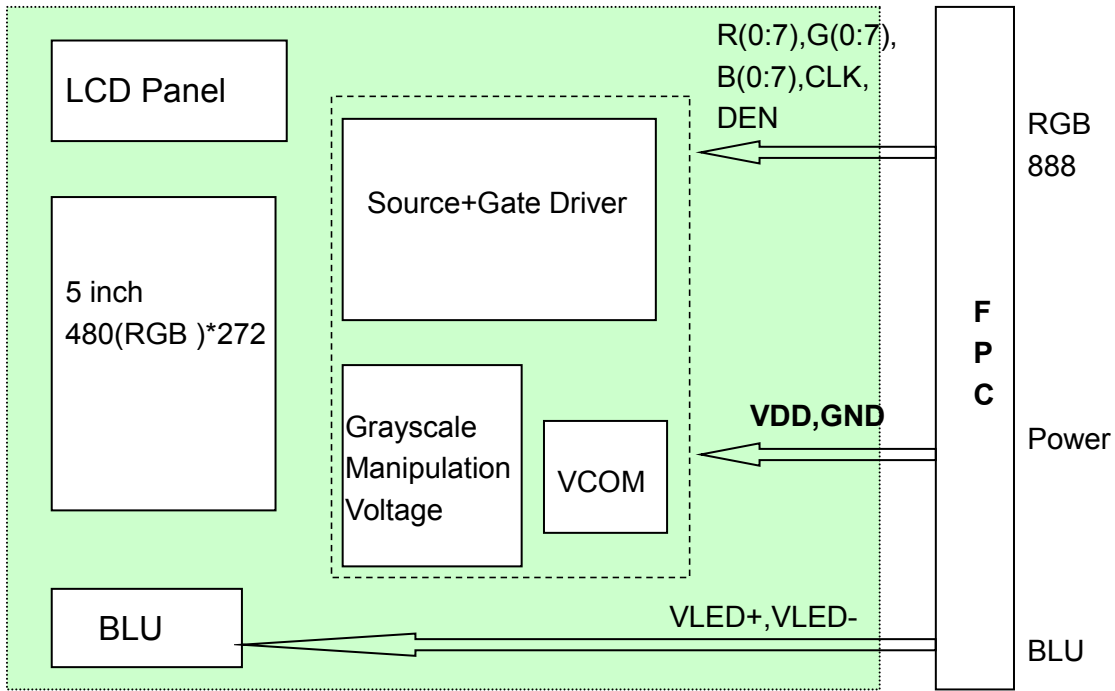 LCD Panel
5 inch
480(RGB )*272
BLU
Source+Gate Driver
Grayscale
Manipulation
Voltage
VCOM
R(0:7),G(0:7),
B(0:7),CLK,
DEN
VDD,GND
VLED+,VLED-
F
P
C
RGB
888
Power
BLU